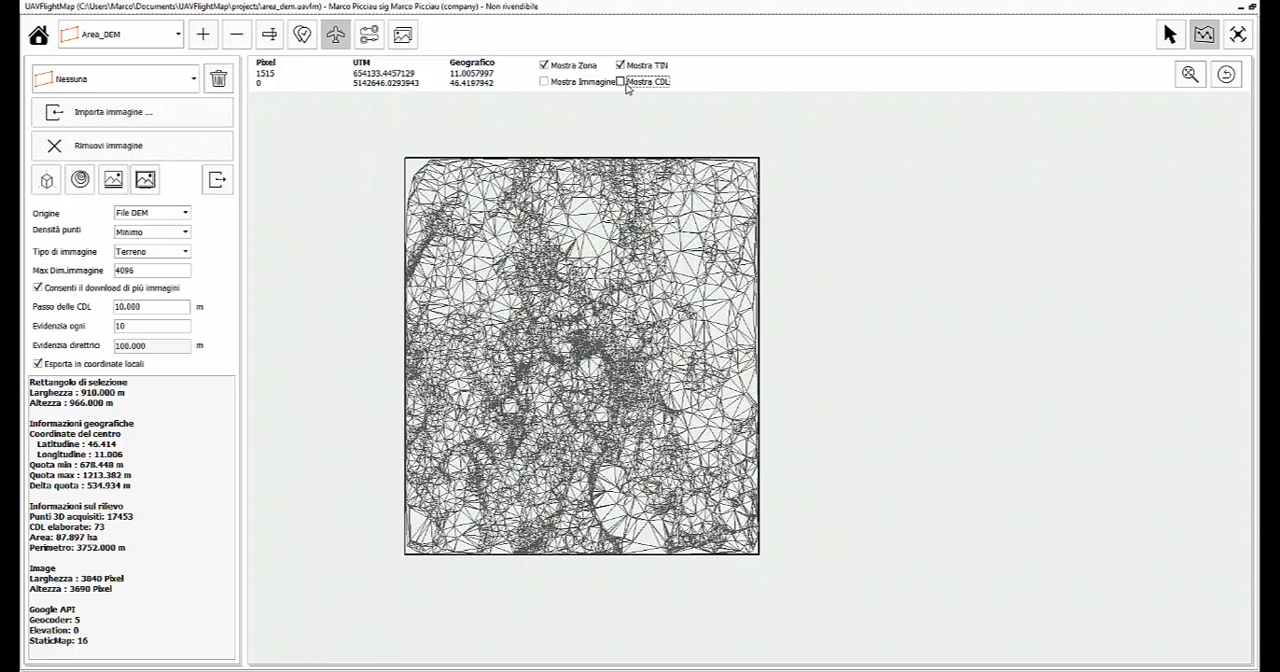 UAVFlightMap (C:\Users\Marco\Documents\UAVFlightMap\projects\area_dem.uavfm) - Marco Picciau sig Marco Picciau (company) - Non rivendibile
Area_DEM
Nessuna
Importa immagine ...
Rimuovi immagine
Origine File DEM
Densità punti Minimo
Tipo di immagine Terreno
Max Dim.immagine 4096
Consenti il download di più immagini
Passo delle CDL 10.000 m
Evidenzia ogni 10
Evidenzia direttrici 100.000 m
Esporta in coordinate locali
Rettangolo di selezione
Larghezza : 910.000 m
Altezza : 966.000 m
Informazioni geografiche
Coordinate del centro
Latitudine : 46.414
Longitudine : 11.006
Quota min : 678.448 m
Quota max : 1213.382 m
Delta quota : 534.934 m
Informazioni sul rilievo
Punti 3D acquisiti: 17453
CDL elaborate: 73
Area: 87.897 ha
Perimetro: 3752.000 m
Image
Larghezza : 3840 Pixel
Altezza : 3690 Pixel
Google API
Geocoder: 5
Elevation: 0
StaticMap: 16
Pixel UTM Geografico
1515 654133.4457129 11.0057997
0 5142646.0293943 46.4197942
Mostra Zona Mostra TIN
Mostra Immagine Mostra CDL